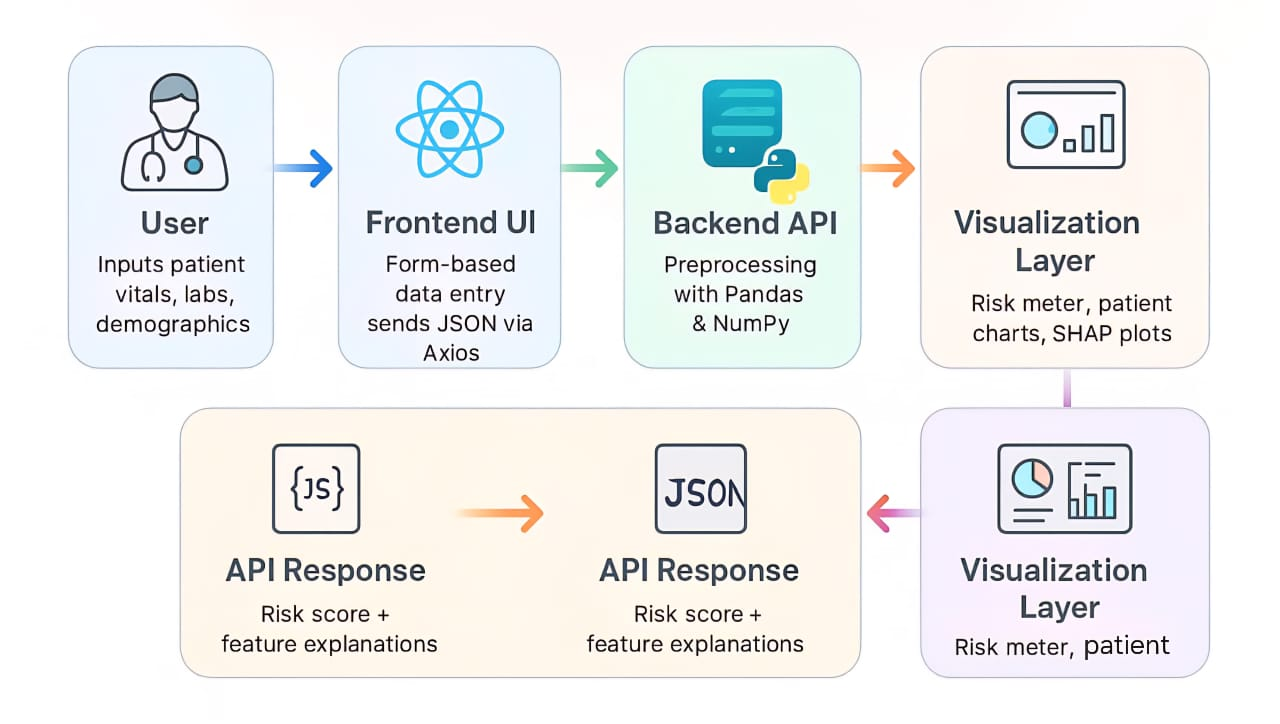 User
Inputs patient
vitals, labs,
demographics
Frontend UI
Form-based
data entry
sends JSON via
Axios
Backend API
Preprocessing
with Pandas
& NumPy
Visualization
Layer
Risk meter, patient
charts, SHAP plots
{JS}
API Response
Risk score +
feature explanations
JSON
API Response
Risk score +
feature explanations
Visualization
Layer
Risk meter, patient